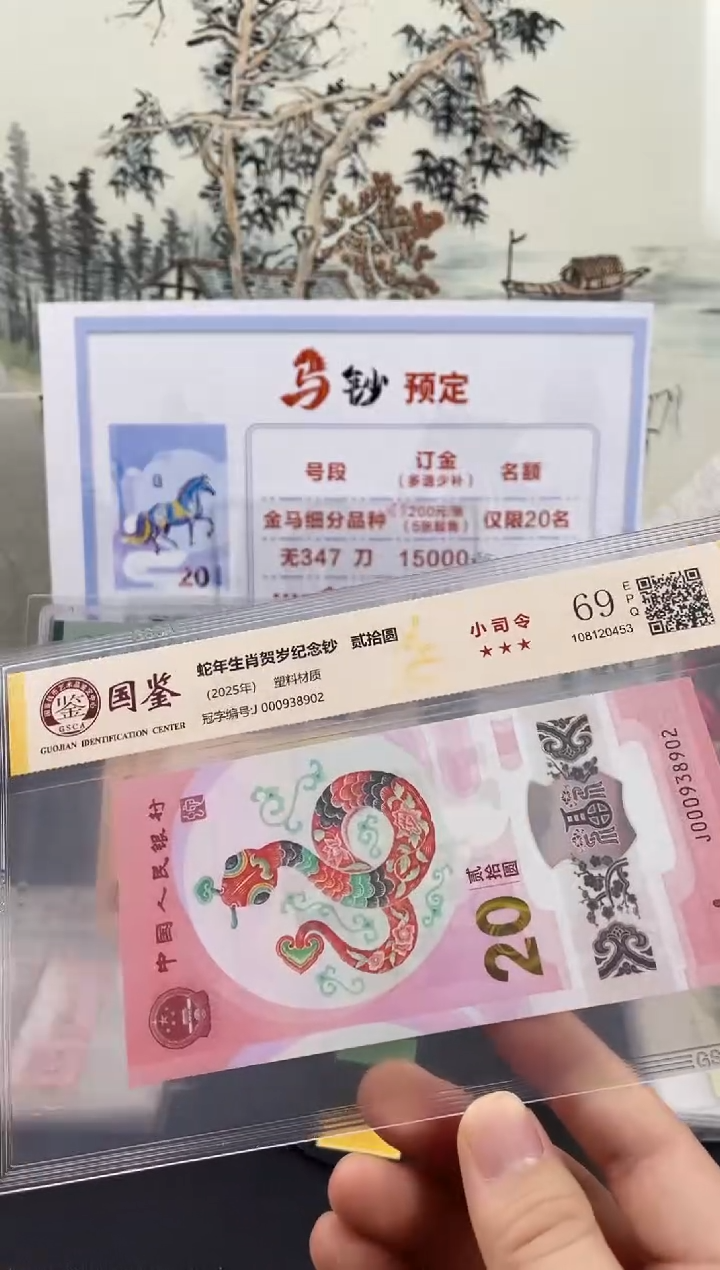 马钞 预定
号段 订金 名额
(多退少补)
金马细分品种 1200元/张 仅限20名
(5张起售)
无347 刀 15000
20
国鉴
GSCA
GUOJIAN IDENTIFICATION CENTER
蛇年生肖贺岁纪念钞 贰拾圆
(2025年) 塑料材质
冠字编号:J 000938902
小司令
★★★
69 EPQ
108120453
中国人民银行
贰拾圆
20
J000938902
GS